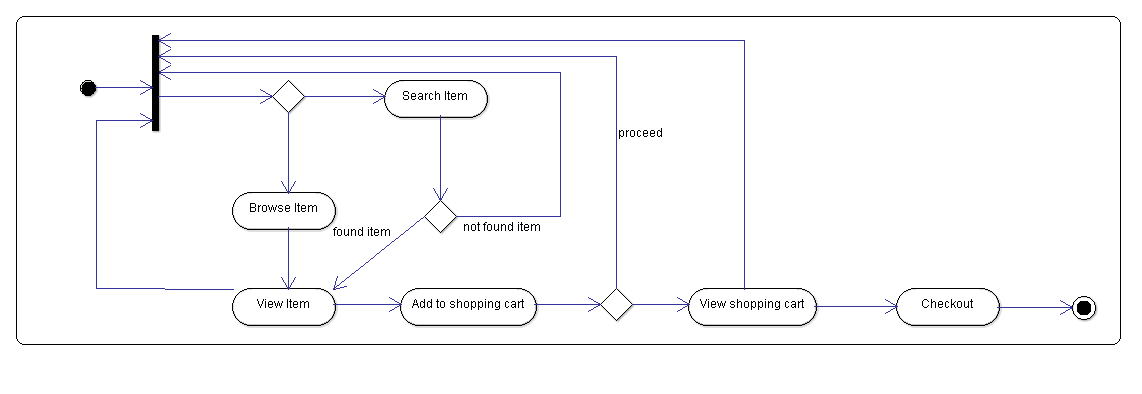 Search Item
proceed
Browse Item
found item
not found item
View Item
Add to shopping cart
View shopping cart
Checkout